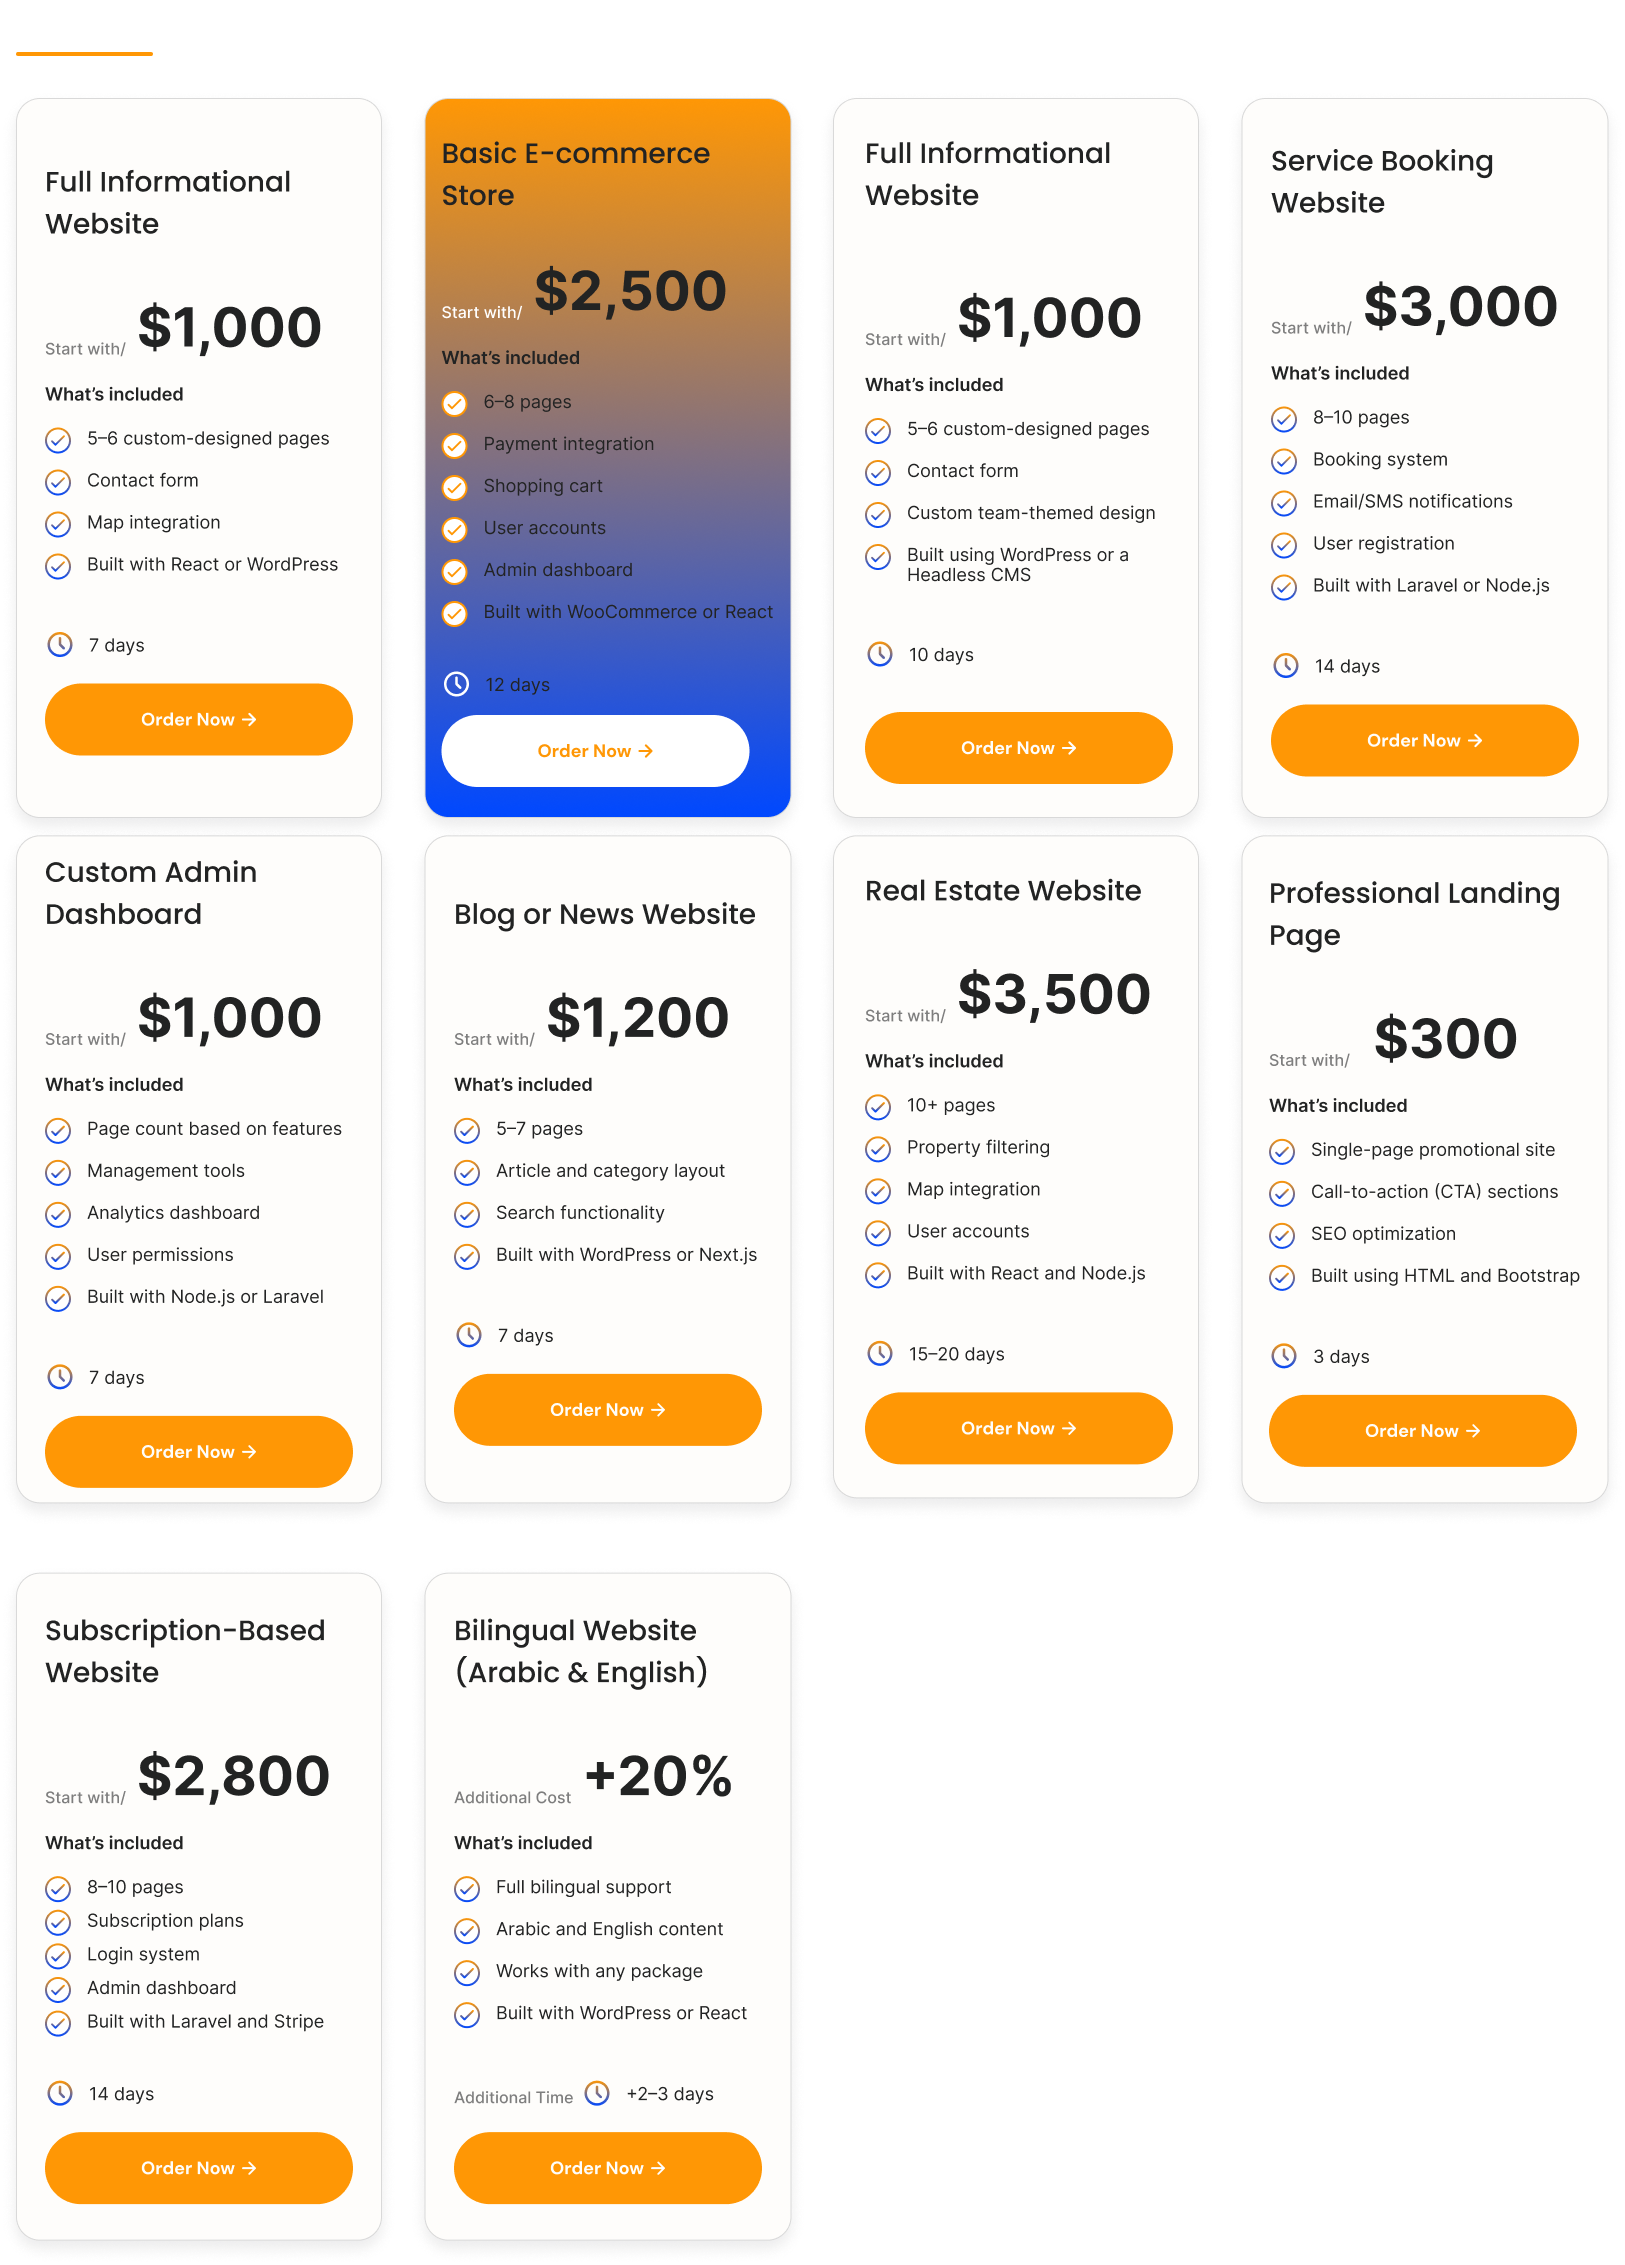 Full Informational
Website
Start with/ $1,000
What’s included
5–6 custom-designed pages
Contact form
Map integration
Built with React or WordPress
7 days
Order Now →
Basic E-commerce
Store
Start with/ $2,500
What’s included
6–8 pages
Payment integration
Shopping cart
User accounts
Admin dashboard
Built with WooCommerce or React
12 days
Order Now →
Full Informational
Website
Start with/ $1,000
What’s included
5–6 custom-designed pages
Contact form
Custom team-themed design
Built using WordPress or a
Headless CMS
10 days
Order Now →
Service Booking
Website
Start with/ $3,000
What’s included
8–10 pages
Booking system
Email/SMS notifications
User registration
Built with Laravel or Node.js
14 days
Order Now →
Custom Admin
Dashboard
Start with/ $1,000
What’s included
Page count based on features
Management tools
Analytics dashboard
User permissions
Built with Node.js or Laravel
7 days
Order Now →
Blog or News Website
Start with/ $1,200
What’s included
5–7 pages
Article and category layout
Search functionality
Built with WordPress or Next.js
7 days
Order Now →
Real Estate Website
Start with/ $3,500
What’s included
10+ pages
Property filtering
Map integration
User accounts
Built with React and Node.js
15–20 days
Order Now →
Professional Landing
Page
Start with/ $300
What’s included
Single-page promotional site
Call-to-action (CTA) sections
SEO optimization
Built using HTML and Bootstrap
3 days
Order Now →
Subscription-Based
Website
Start with/ $2,800
What’s included
8–10 pages
Subscription plans
Login system
Admin dashboard
Built with Laravel and Stripe
14 days
Order Now →
Bilingual Website
(Arabic & English)
Additional Cost +20%
What’s included
Full bilingual support
Arabic and English content
Works with any package
Built with WordPress or React
Additional Time +2–3 days
Order Now →